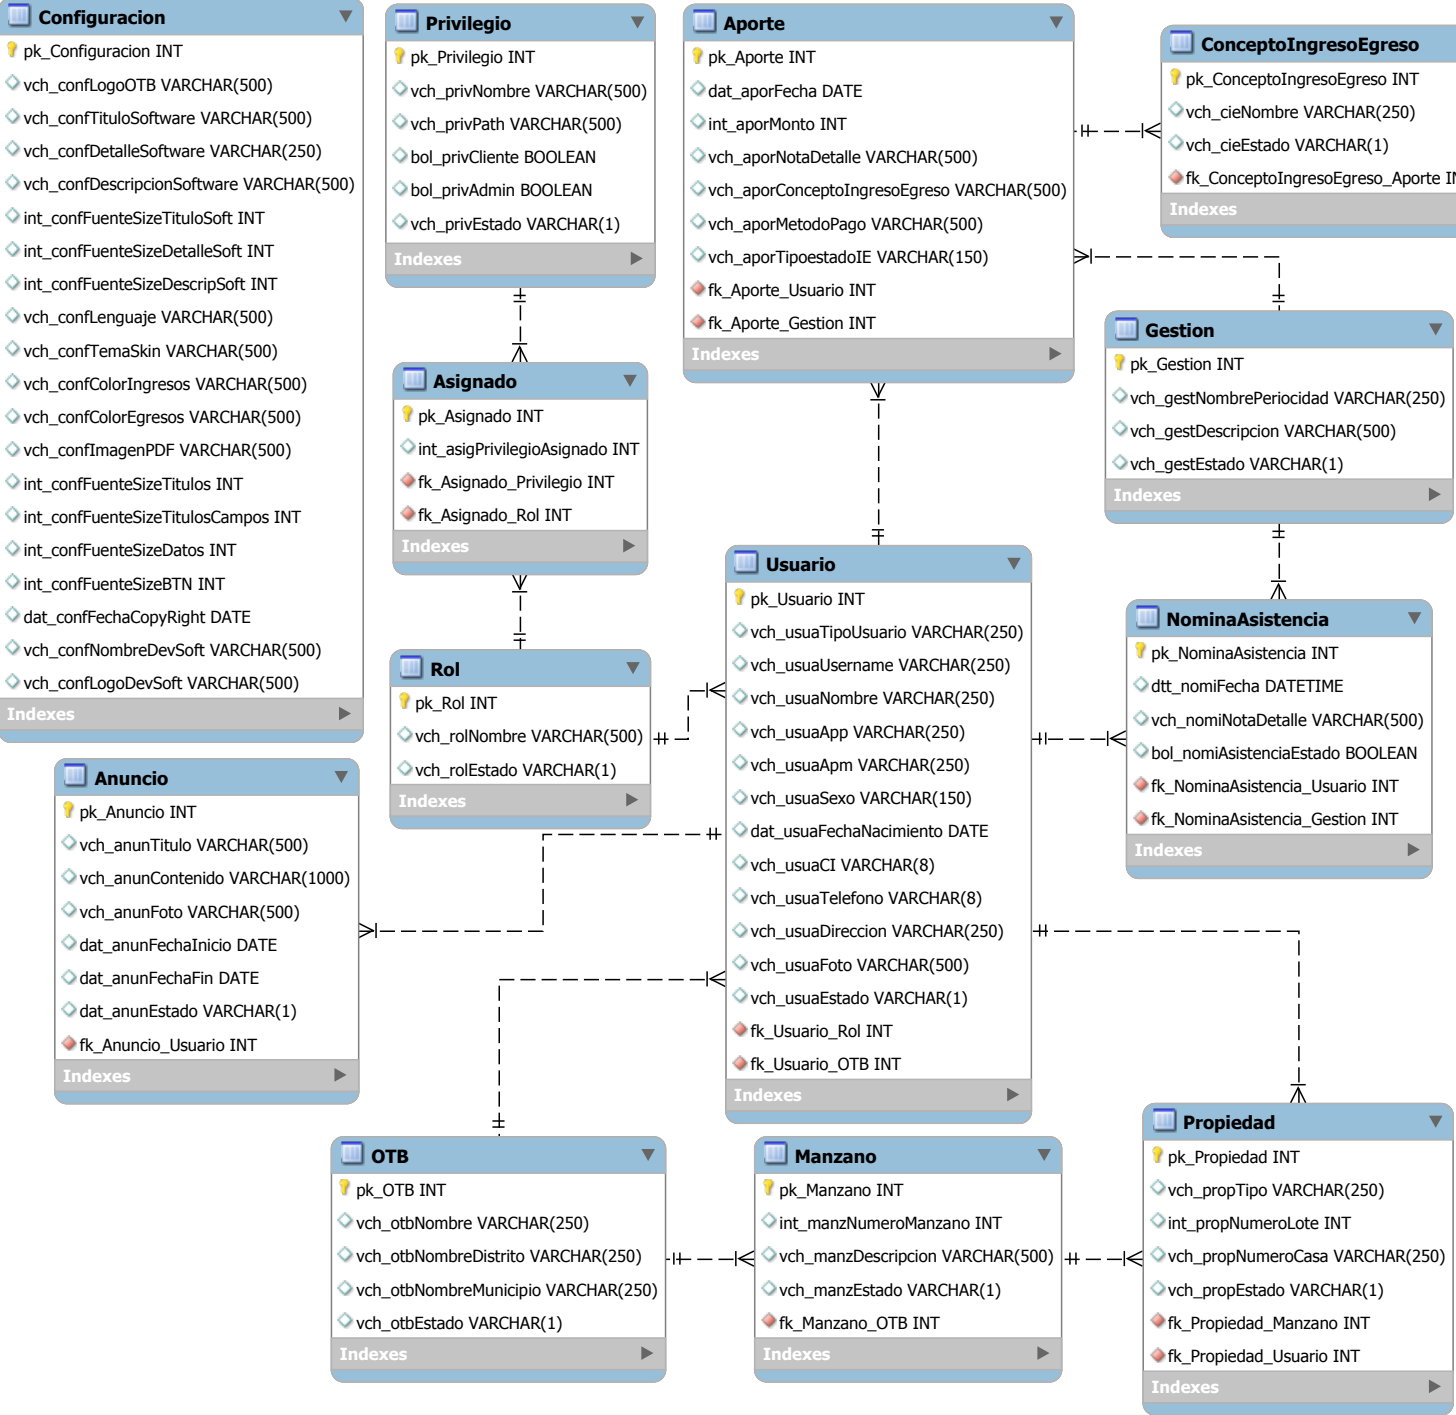 Configuracion
pk_Configuracion INT
vch_confLogoOTB VARCHAR(500)
vch_confTituloSoftware VARCHAR(500)
vch_confDetalleSoftware VARCHAR(250)
vch_confDescripcionSoftware VARCHAR(500)
int_confFuenteSizeTituloSoft INT
int_confFuenteSizeDetalleSoft INT
int_confFuenteSizeDescripSoft INT
vch_confLenguaje VARCHAR(500)
vch_confTemaSkin VARCHAR(500)
vch_confColorIngresos VARCHAR(500)
vch_confColorEgresos VARCHAR(500)
vch_confImagenPDF VARCHAR(500)
int_confFuenteSizeTitulos INT
int_confFuenteSizeTitulosCampos INT
int_confFuenteSizeDatos INT
int_confFuenteSizeBTN INT
dat_confFechaCopyRight DATE
vch_confNombreDevSoft VARCHAR(500)
vch_confLogoDevSoft VARCHAR(500)
Indexes
Privilegio
pk_Privilegio INT
vch_privNombre VARCHAR(500)
vch_privPath VARCHAR(500)
bol_privCliente BOOLEAN
bol_privAdmin BOOLEAN
vch_privEstado VARCHAR(1)
Indexes
Aporte
pk_Aporte INT
dat_aporFecha DATE
int_aporMonto INT
vch_aporNotaDetalle VARCHAR(500)
vch_aporConceptoIngresoEgreso VARCHAR(500)
vch_aporMetodoPago VARCHAR(500)
vch_aporTipoestadoIE VARCHAR(150)
fk_Aporte_Usuario INT
fk_Aporte_Gestion INT
Indexes
ConceptoIngresoEgreso
pk_ConceptoIngresoEgreso INT
vch_cieNombre VARCHAR(250)
vch_cieEstado VARCHAR(1)
fk_ConceptoIngresoEgreso_Aporte
Indexes
Gestion
pk_Gestion INT
vch_gestNombrePeriocidad VARCHAR(250)
vch_gestDescripcion VARCHAR(500)
vch_gestEstado VARCHAR(1)
Indexes
Asignado
pk_Asignado INT
int_asigPrivilegioAsignado INT
fk_Asignado_Privilegio INT
fk_Asignado_Rol INT
Indexes
Rol
pk_Rol INT
vch_rolNombre VARCHAR(500)
vch_rolEstado VARCHAR(1)
Indexes
Usuario
pk_Usuario INT
vch_usuaTipoUsuario VARCHAR(250)
vch_usuaUsername VARCHAR(250)
vch_usuaNombre VARCHAR(250)
vch_usuaApp VARCHAR(250)
vch_usuaApm VARCHAR(250)
vch_usuaSexo VARCHAR(150)
dat_usuaFechaNacimiento DATE
vch_usuaCI VARCHAR(8)
vch_usuaTelefono VARCHAR(8)
vch_usuaDireccion VARCHAR(250)
vch_usuaFoto VARCHAR(500)
vch_usuaEstado VARCHAR(1)
fk_Usuario_Rol INT
fk_Usuario_OTB INT
Indexes
NominaAsistencia
pk_NominaAsistencia INT
dtt_nomiFecha DATETIME
vch_nomiNotaDetalle VARCHAR(500)
bol_nomiAsistenciaEstado BOOLEAN
fk_NominaAsistencia_Usuario INT
fk_NominaAsistencia_Gestion INT
Indexes
Anuncio
pk_Anuncio INT
vch_anunTitulo VARCHAR(500)
vch_anunContenido VARCHAR(1000)
vch_anunFoto VARCHAR(500)
dat_anunFechaInicio DATE
dat_anunFechaFin DATE
dat_anunEstado VARCHAR(1)
fk_Anuncio_Usuario INT
Indexes
OTB
pk_OTB INT
vch_otbNombre VARCHAR(250)
vch_otbNombreDistrito VARCHAR(250)
vch_otbNombreMunicipio VARCHAR(250)
vch_otbEstado VARCHAR(1)
Indexes
Manzano
pk_Manzano INT
int_manzNumeroManzano INT
vch_manzDescripcion VARCHAR(500)
vch_manzEstado VARCHAR(1)
fk_Manzano_OTB INT
Indexes
Propiedad
pk_Propiedad INT
vch_propTipo VARCHAR(250)
int_propNumeroLote INT
vch_propNumeroCasa VARCHAR(250)
vch_propEstado VARCHAR(1)
fk_Propiedad_Manzano INT
fk_Propiedad_Usuario INT
Indexes